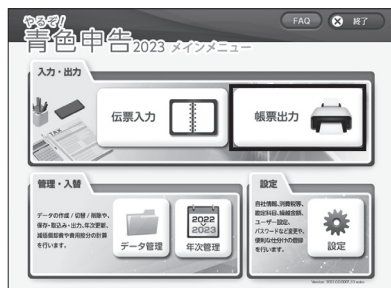 やるぞ!
FAQ
終了
青色申告2023 メインメニュー
入力・出力
TAX
伝票入力
帳票出力
管理・入替
データの作成 / 切替 / 削除や、
保存・取込み・出力、年次更新、
減価償却費や費用按分の計算
を行います。
データ管理
2022
2023
年次管理
設定
自社情報、消費税等、
勘定科目、繰越金額、
ユーザー設定、
パスワードなど変更や、
便利な仕分けの登録
を行います。
設定